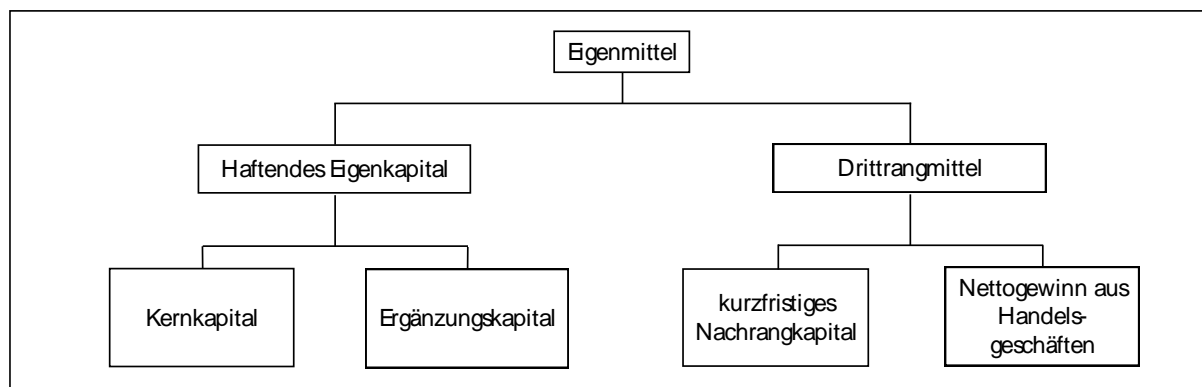 Eigenmittel
Haftendes Eigenkapital
Drittrangmittel
Kernkapital
Ergänzungskapital
kurzfristiges
Nachrangkapital
Nettogewinn aus
Handels-
geschäften